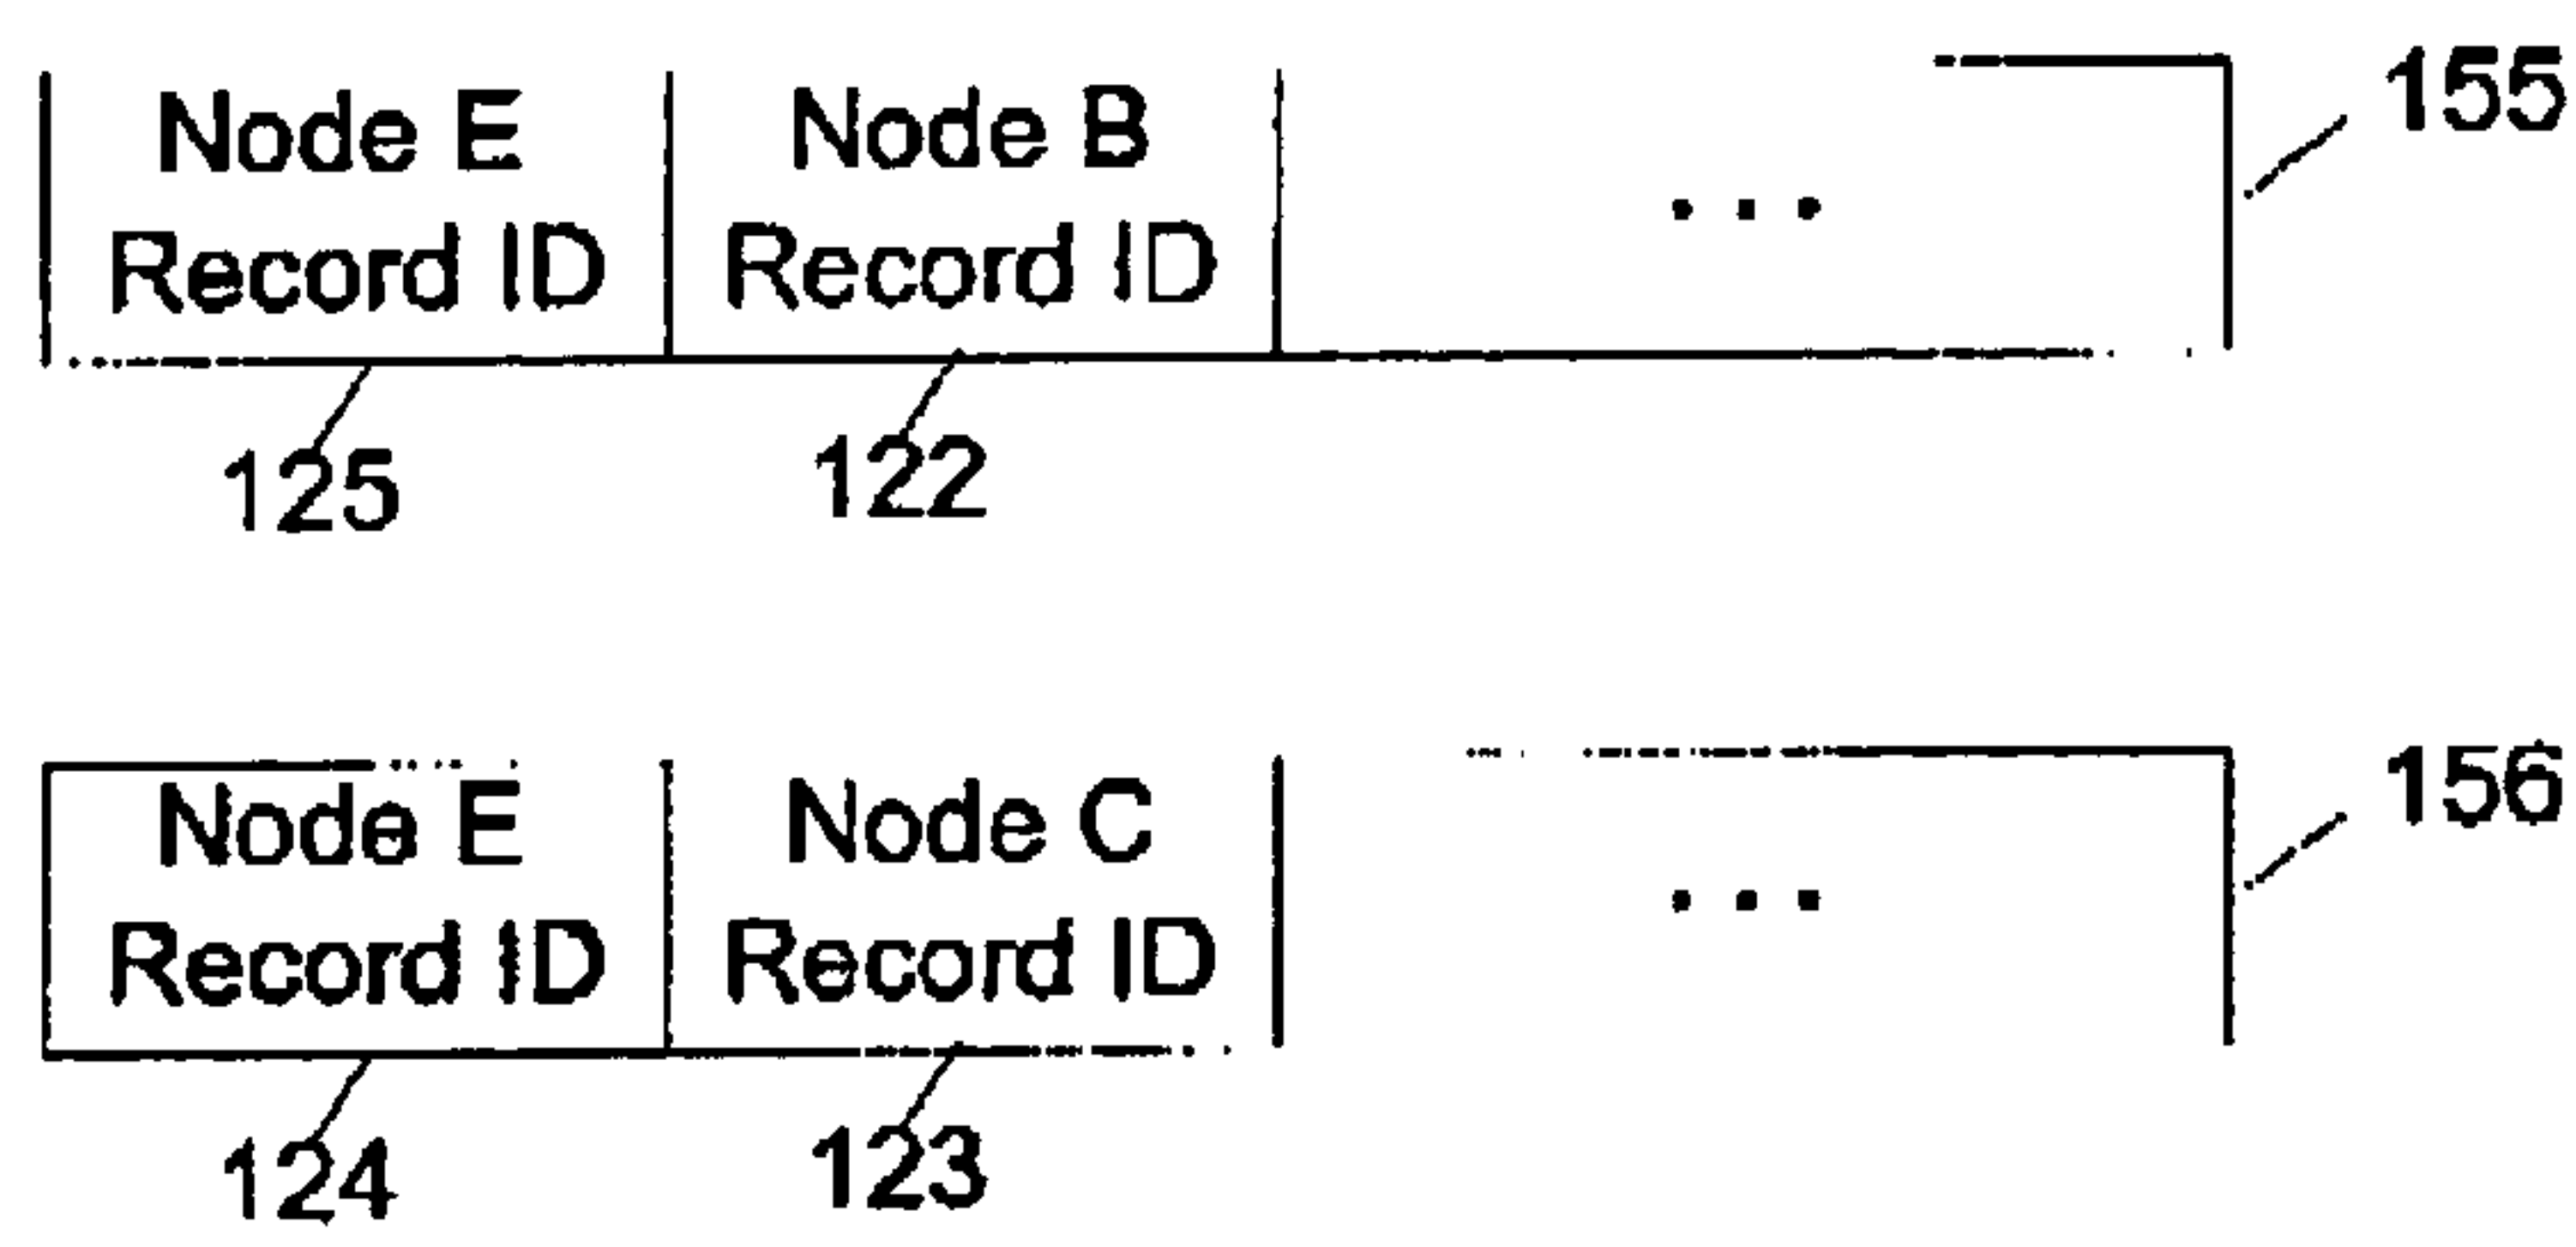 Node E Node B ... 155
Record ID Record ID
125 122
Node E Node C ... 156
Record ID Record ID
124 123